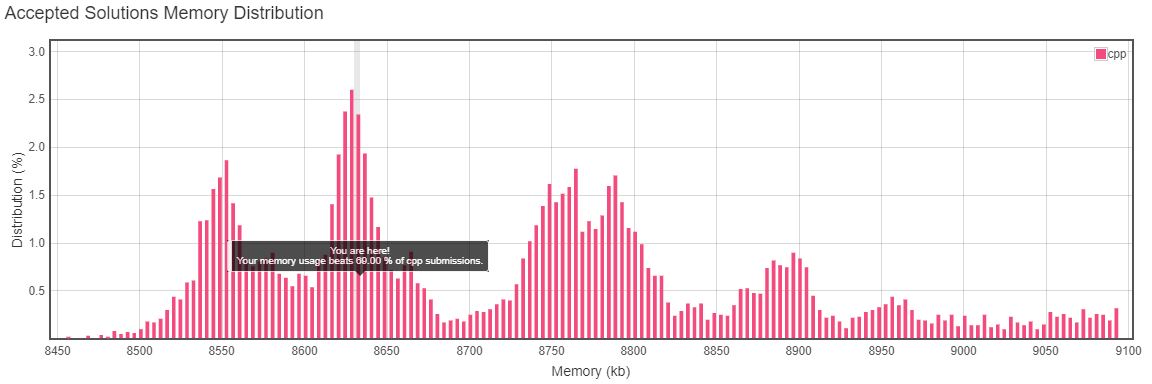 Accepted Solutions Memory Distribution
cpp
3.0
2.5
2.0
1.5
1.0
0.5
Distribution (%)
You are here!
Your memory usage beats 69.00 % of cpp submissions.
8450 8500 8550 8600 8650 8700 8750 8800 8850 8900 8950 9000 9050 9100
Memory (kb)